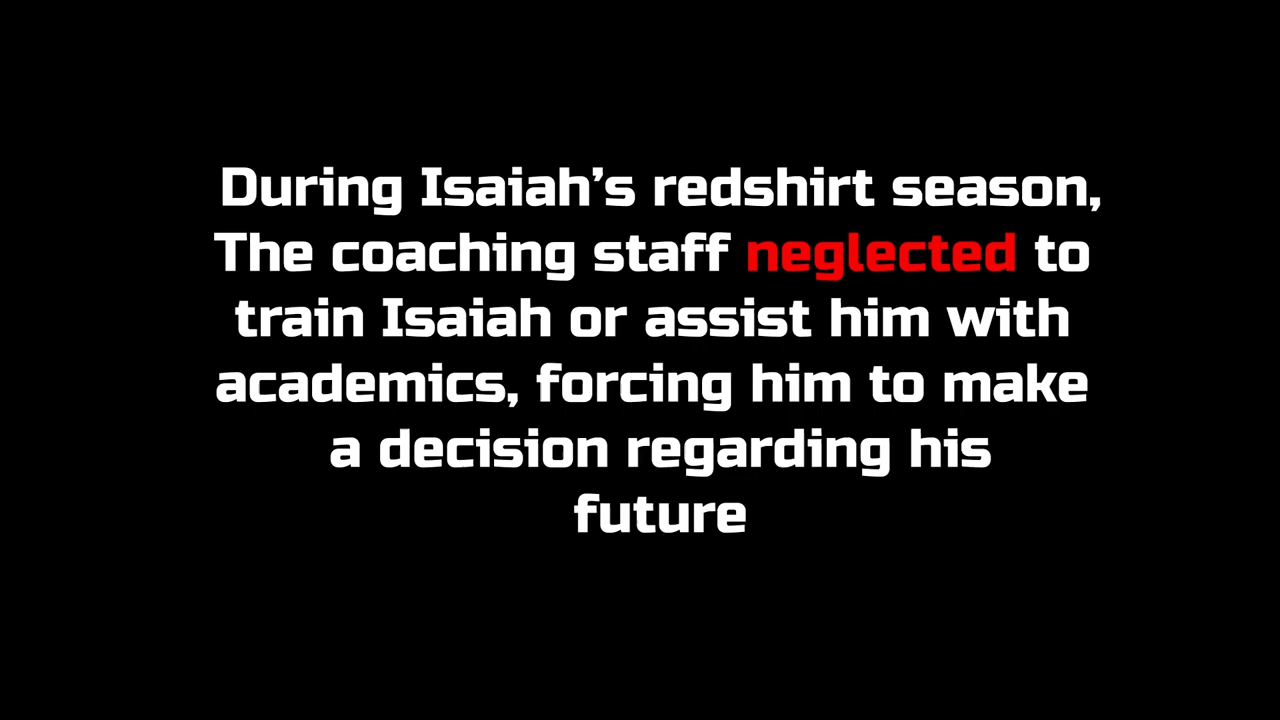 During Isaiah’s redshirt season,
The coaching staff neglected to
train Isaiah or assist him with
academics, forcing him to make
a decision regarding his
future